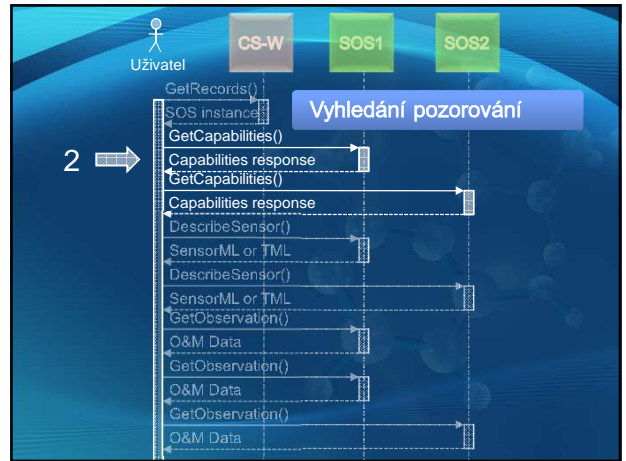 CS-W SOS1 SOS2
Uživatel
GetRecords()
SOS instance
Vyhledání pozorování
GetCapabilities()
2
Capabilities response
GetCapabilities()
Capabilities response
DescribeSensor()
SensorML or TML
DescribeSensor()
SensorML or TML
GetObservation()
O&M Data
GetObservation()
O&M Data
GetObservation()
O&M Data